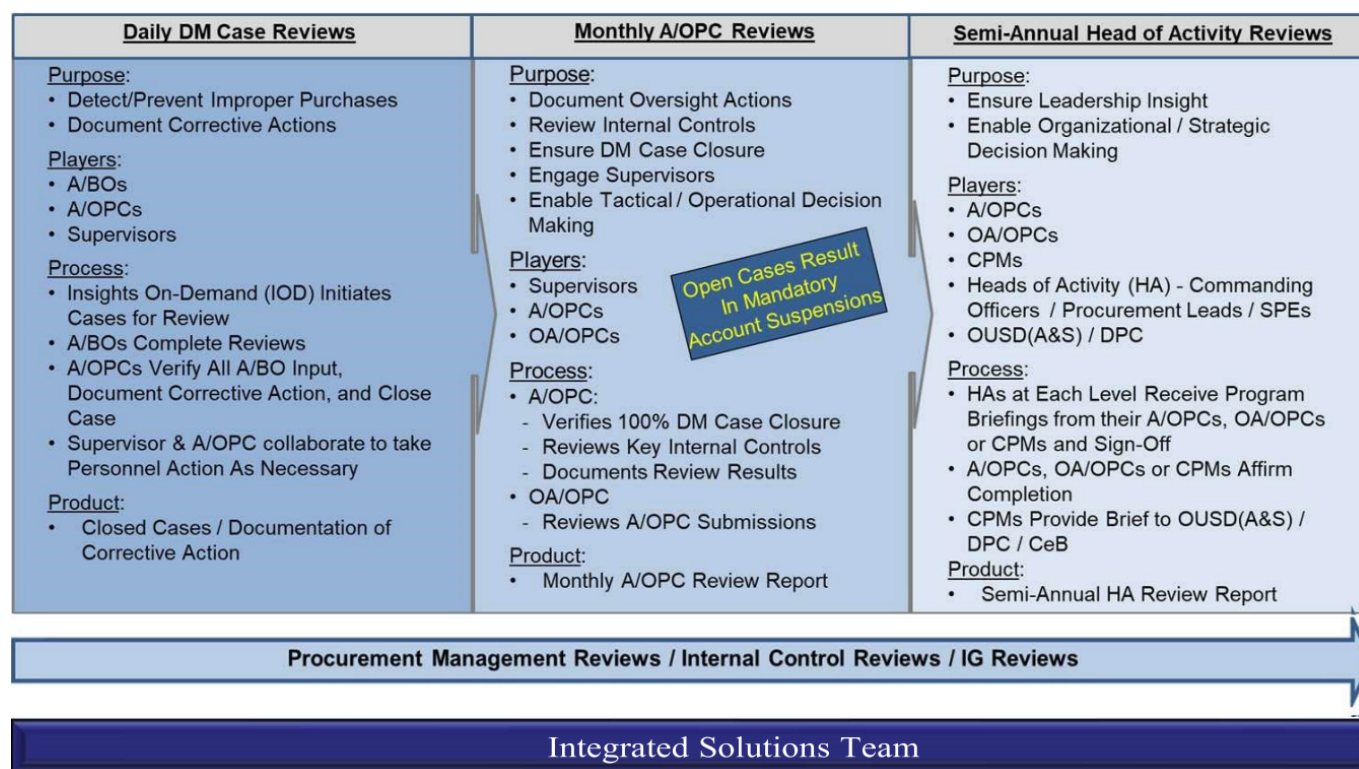 Daily DM Case Reviews
Purpose:
• Detect/Prevent Improper Purchases
• Document Corrective Actions
Players:
• A/BOs
• A/OPCs
• Supervisors
Process:
• Insights On-Demand (IOD) Initiates
Cases for Review
• A/BOs Complete Reviews
• A/OPCs Verify All A/BO Input,
Document Corrective Action, and Close
Case
• Supervisor & A/OPC collaborate to take
Personnel Action As Necessary
Product:
• Closed Cases / Documentation of
Corrective Action
Monthly A/OPC Reviews
Purpose:
• Document Oversight Actions
• Review Internal Controls
• Ensure DM Case Closure
• Engage Supervisors
• Enable Tactical / Operational Decision
Making
Players:
• Supervisors
• A/OPCs
• OA/OPCs
Open Cases Result
In Mandatory
Account Suspensions
Process:
• A/OPC:
- Verifies 100% DM Case Closure
- Reviews Key Internal Controls
- Documents Review Results
• OA/OPC
- Reviews A/OPC Submissions
Product:
• Monthly A/OPC Review Report
Semi-Annual Head of Activity Reviews
Purpose:
• Ensure Leadership Insight
• Enable Organizational / Strategic
Decision Making
Players:
• A/OPCs
• OA/OPCs
• CPMs
• Heads of Activity (HA) - Commanding
Officers / Procurement Leads / SPEs
• OUSD(A&S) / DPC
Process:
• HAs at Each Level Receive Program
Briefings from their A/OPCs, OA/OPCs
or CPMs and Sign-Off
• A/OPCs, OA/OPCs or CPMs Affirm
Completion
• CPMs Provide Brief to OUSD(A&S) /
DPC / CeB
Product:
• Semi-Annual HA Review Report
Procurement Management Reviews / Internal Control Reviews / IG Reviews
Integrated Solutions Team